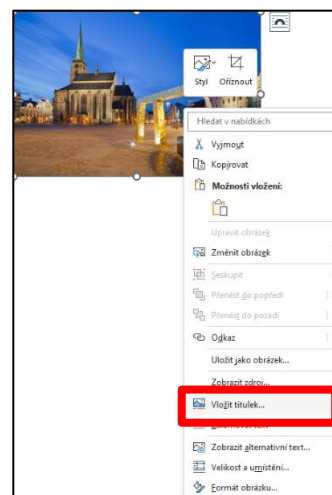 Styl Oříznout
Hledat v nabídkách
Vyjmout
Kopírovat
Možnosti vložení:
Upravit obrázek
Změnit obrázek
Seskupit
Přenést do popředí
Přenést do pozadí
Odkaz
Uložit jako obrázek...
Zobrazit zdroj...
Vložit titulek...
Zobrazit alternativní text...
Velikost a umístění...
Formát obrázku...